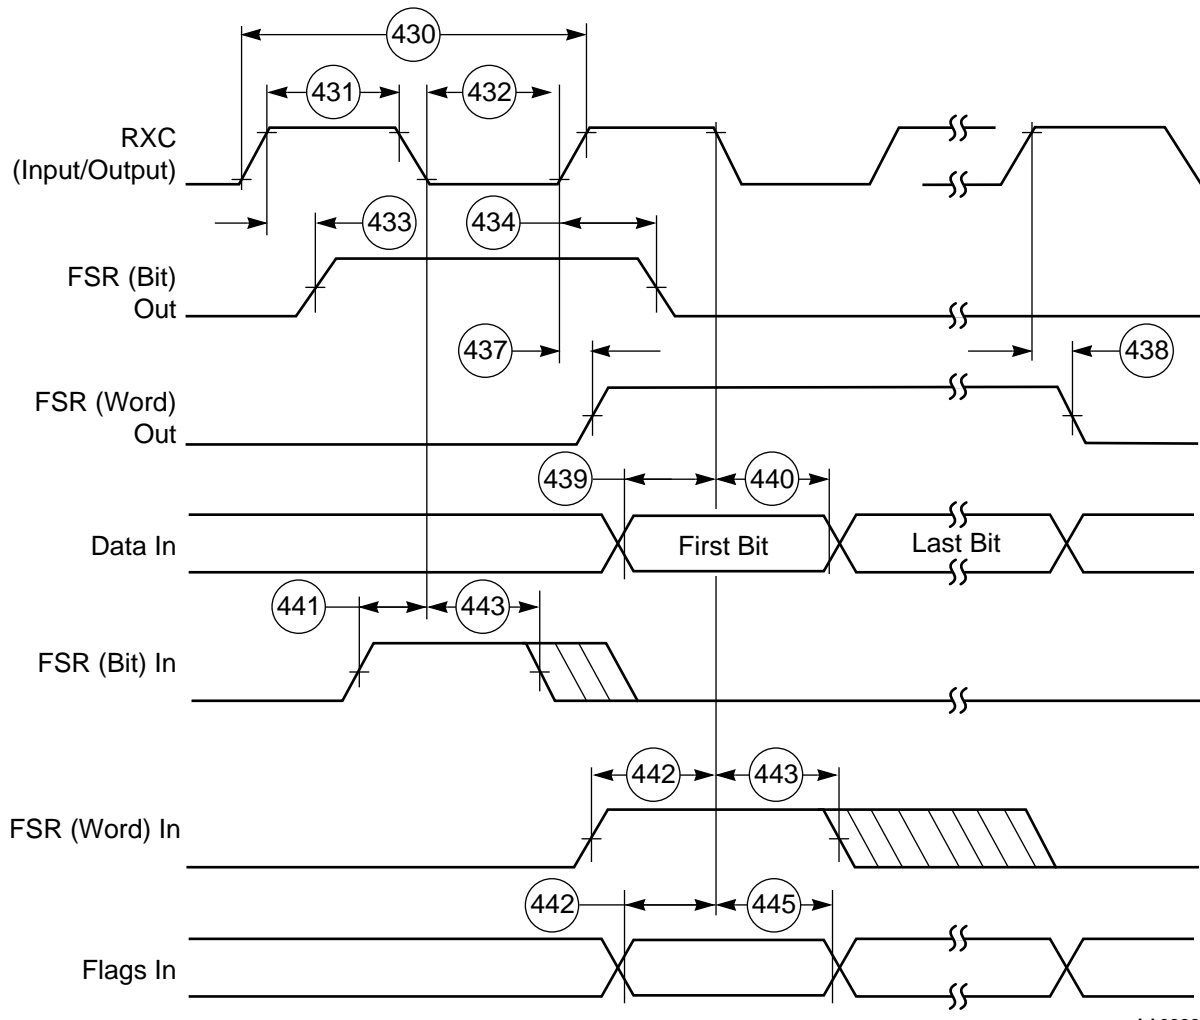 430
431
432
RXC
(Input/Output)
433
434
FSR (Bit)
Out
437
438
FSR (Word)
Out
439
440
Data In
First Bit
Last Bit
441
443
FSR (Bit) In
442
443
FSR (Word) In
442
445
Flags In